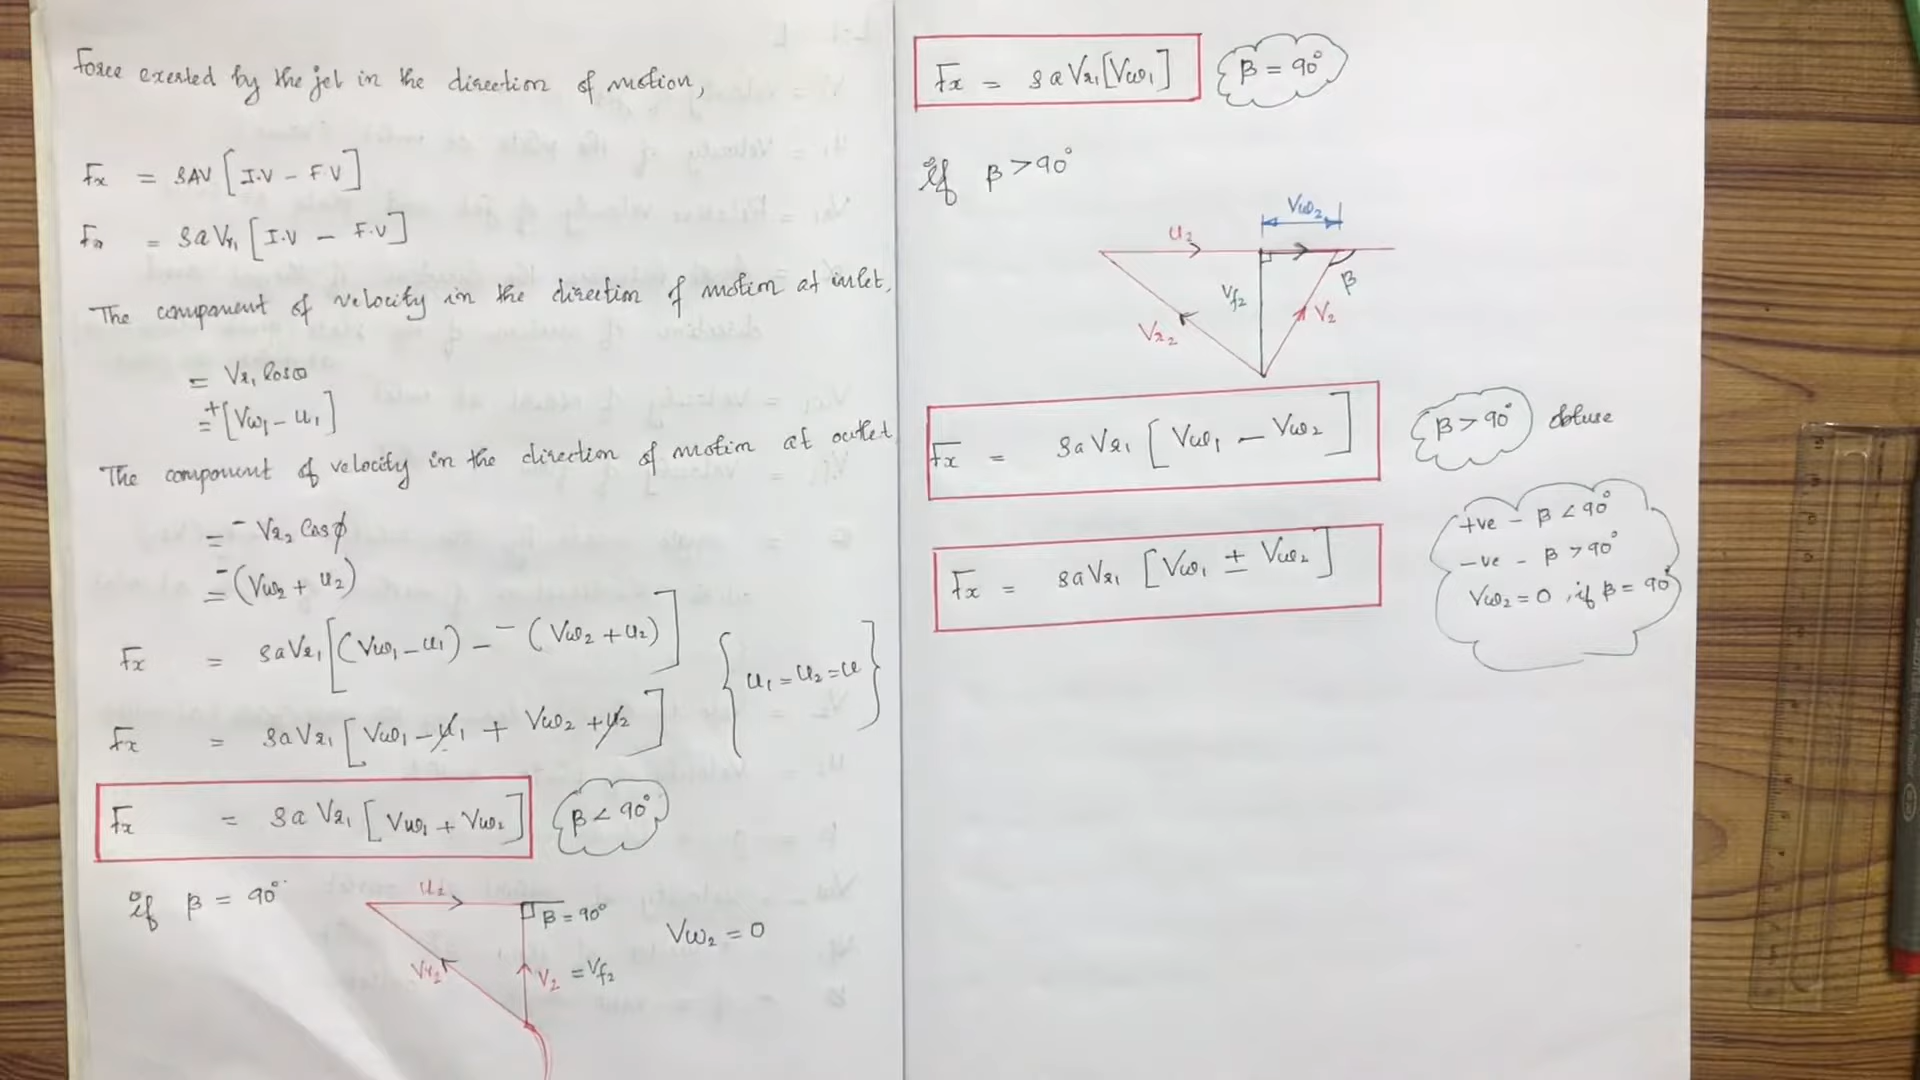 Force exerted by the jet in the direction of motion,
Fx = ρAV [I.V - F.V]
Fx = ρaVr1 [I.V - F.V]
The component of velocity in the direction of motion at inlet,
= Vr1 cosθ
= +[Vw1 - u1]
The component of velocity in the direction of motion at outlet
= - Vr2 cosφ
= -(Vw2 + u2)
Fx = ρaVr1 [(Vw1 - u1) - -(Vw2 + u2)]
{u1 = u2 = u}
Fx = ρaVr1 [Vw1 - u1 + Vw2 + u2]
Fx = ρaVr1 [Vw1 + Vw2] β < 90°
if β = 90°
u2
β = 90°
Vw2 = 0
Vr2
V2 = Vf2
Fx = ρaVr1 [Vw1] β = 90°
if β > 90°
Vw2
u2
β
Vf2
V2
Vr2
Fx = ρaVr1 [Vw1 - Vw2] β > 90° obtuse
+ve - β < 90°
-ve - β > 90°
Vw2 = 0, if β = 90°
Fx = ρaVr1 [Vw1 ± Vw2]